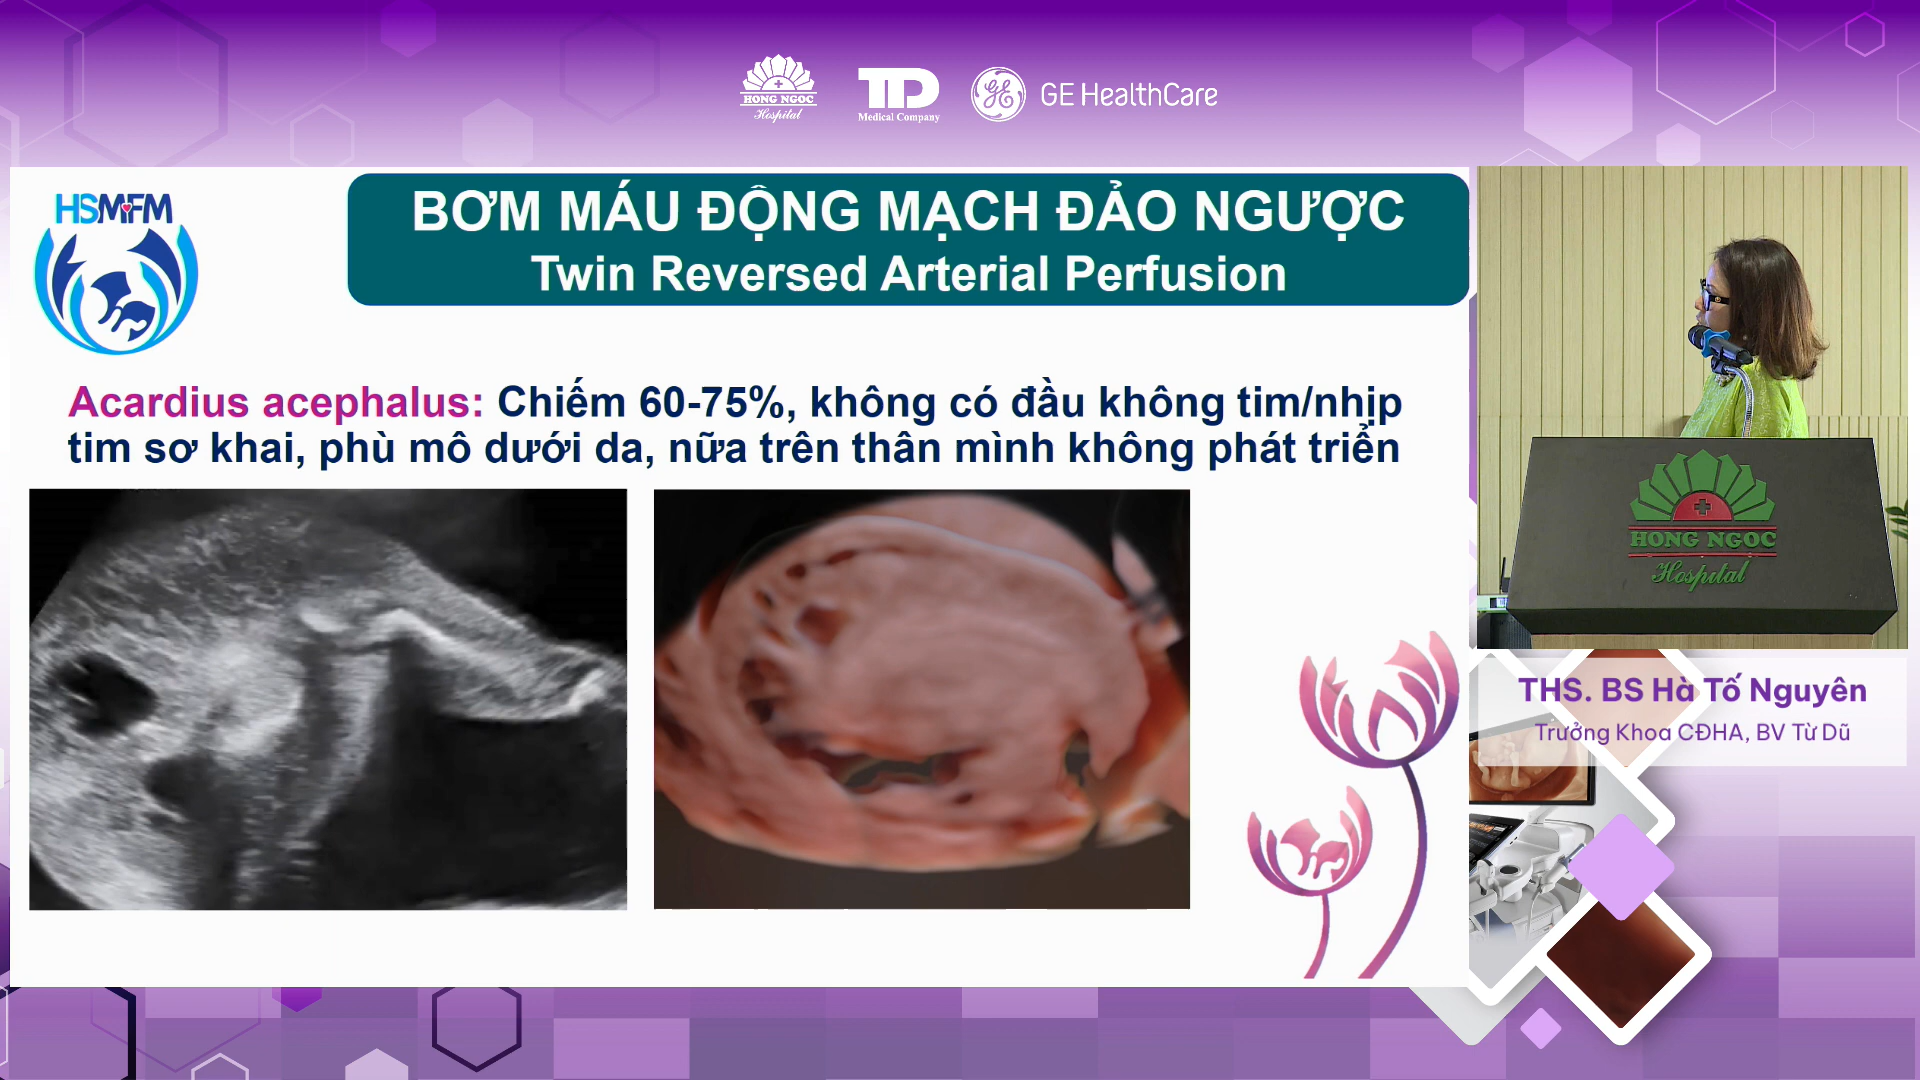 HONG NGOC
Hospital
TD
Medical Company
GE HealthCare
HSMFM
BƠM MÁU ĐỘNG MẠCH ĐẢO NGƯỢC
Twin Reversed Arterial Perfusion
Acardius acephalus: Chiếm 60-75%, không có đầu không tim/nhịp
tim sơ khai, phù mô dưới da, nữa trên thân mình không phát triển
HONG NGOC
Hospital
THS. BS Hà Tố Nguyên
Trưởng Khoa CĐHA, BV Từ Dũ